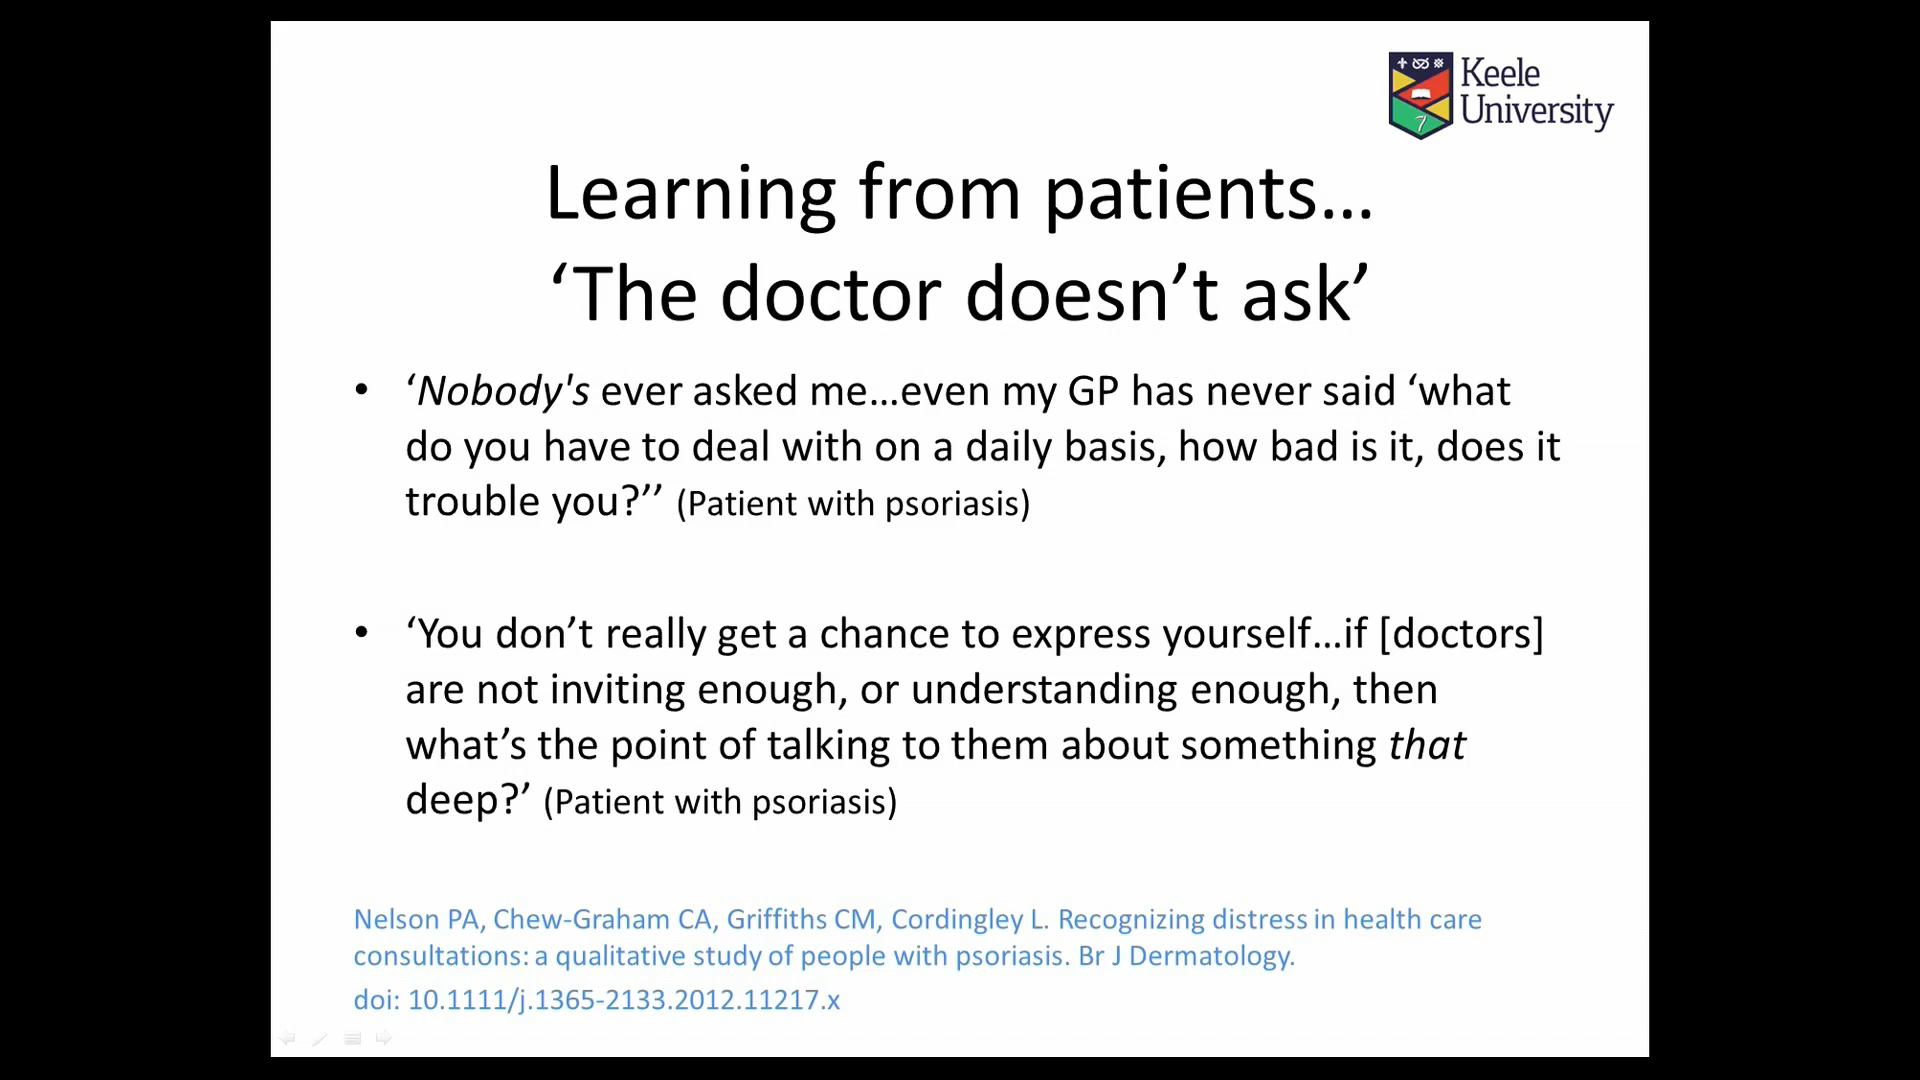 Keele
University
Learning from patients...
‘The doctor doesn’t ask’
• ‘Nobody's ever asked me...even my GP has never said ‘what
do you have to deal with on a daily basis, how bad is it, does it
trouble you?’’ (Patient with psoriasis)
• ‘You don’t really get a chance to express yourself...if [doctors]
are not inviting enough, or understanding enough, then
what’s the point of talking to them about something that
deep?’ (Patient with psoriasis)
Nelson PA, Chew-Graham CA, Griffiths CM, Cordingley L. Recognizing distress in health care
consultations: a qualitative study of people with psoriasis. Br J Dermatology.
doi: 10.1111/j.1365-2133.2012.11217.x